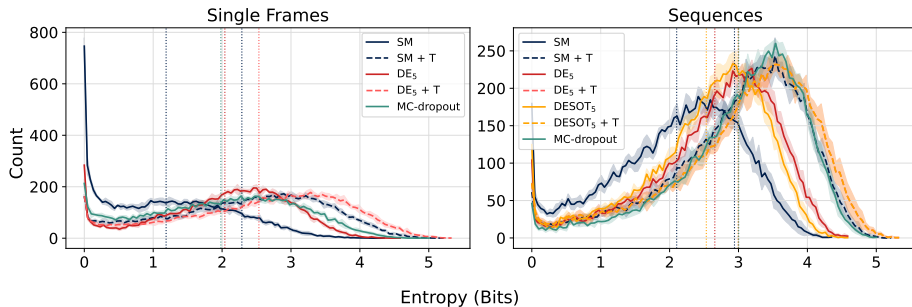 Single Frames
Sequences
Count
800
600
400
200
0
SM
SM + T
DE₅
DE₅ + T
MC-dropout
0 1 2 3 4 5
250
200
150
100
50
0
SM
SM + T
DE₅
DE₅ + T
DESOT₅
DESOT₅ + T
MC-dropout
0 1 2 3 4 5
Entropy (Bits)